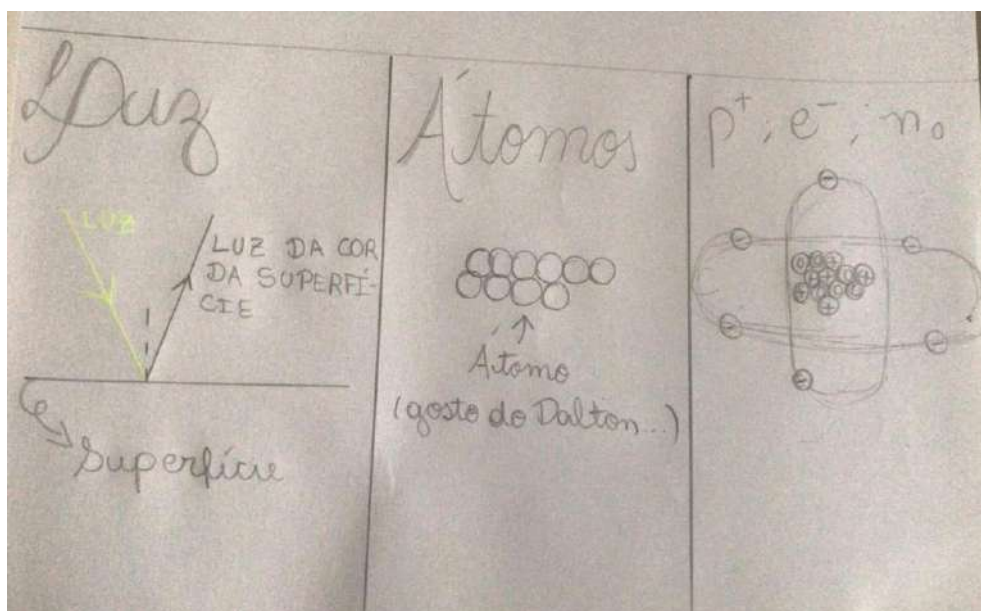 Luz
LUZ
LUZ DA COR
DA SUPERFÍ-
CIE
Superfície
Átomos
Átomo
(gosto do Dalton...)
p⁺, e⁻, n₀